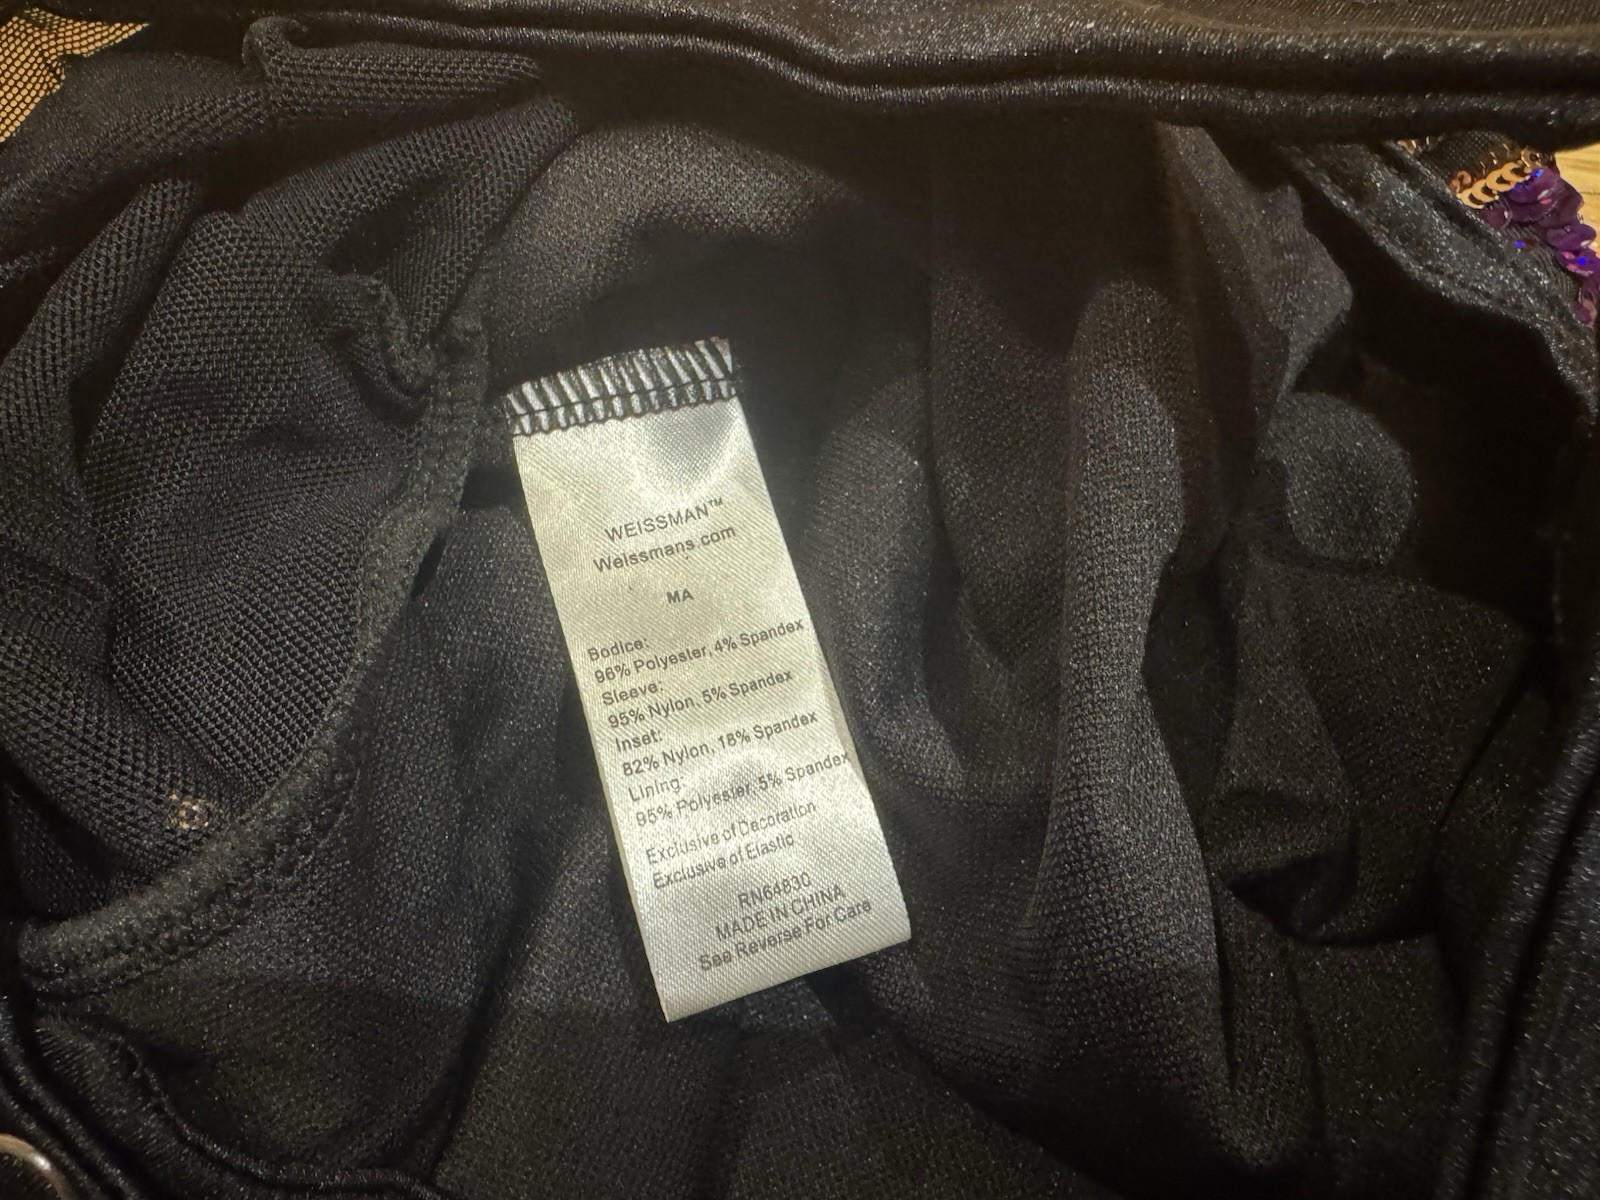 WEISSMAN™
Weissmans.com
MA
Bodice:
96% Polyester, 4% Spandex
Sleeve:
95% Nylon, 5% Spandex
Inset:
82% Nylon, 18% Spandex
Lining:
95% Polyester, 5% Spandex
Exclusive of Decoration
Exclusive of Elastic
RN64830
MADE IN CHINA
See Reverse For Care